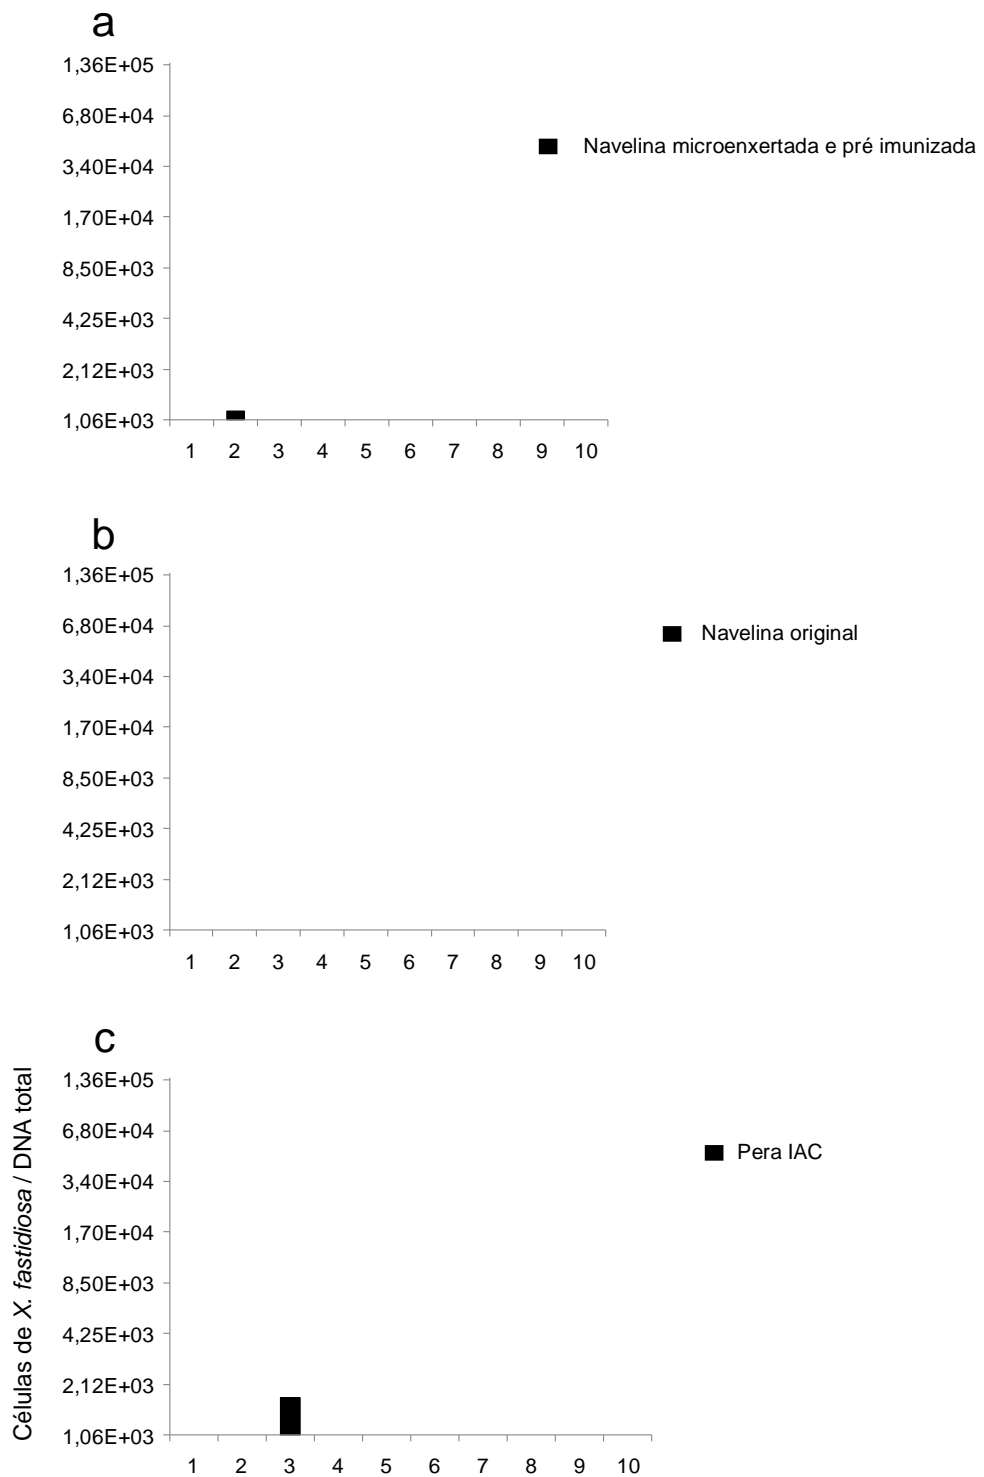 a
1,36E+05
6,80E+04
3,40E+04
1,70E+04
8,50E+03
4,25E+03
2,12E+03
1,06E+03
1 2 3 4 5 6 7 8 9 10
Navelina microenxertada e pré imunizada
b
1,36E+05
6,80E+04
3,40E+04
1,70E+04
8,50E+03
4,25E+03
2,12E+03
1,06E+03
1 2 3 4 5 6 7 8 9 10
Navelina original
c
Células de X. fastidiosa / DNA total
1,36E+05
6,80E+04
3,40E+04
1,70E+04
8,50E+03
4,25E+03
2,12E+03
1,06E+03
1 2 3 4 5 6 7 8 9 10
Pera IAC